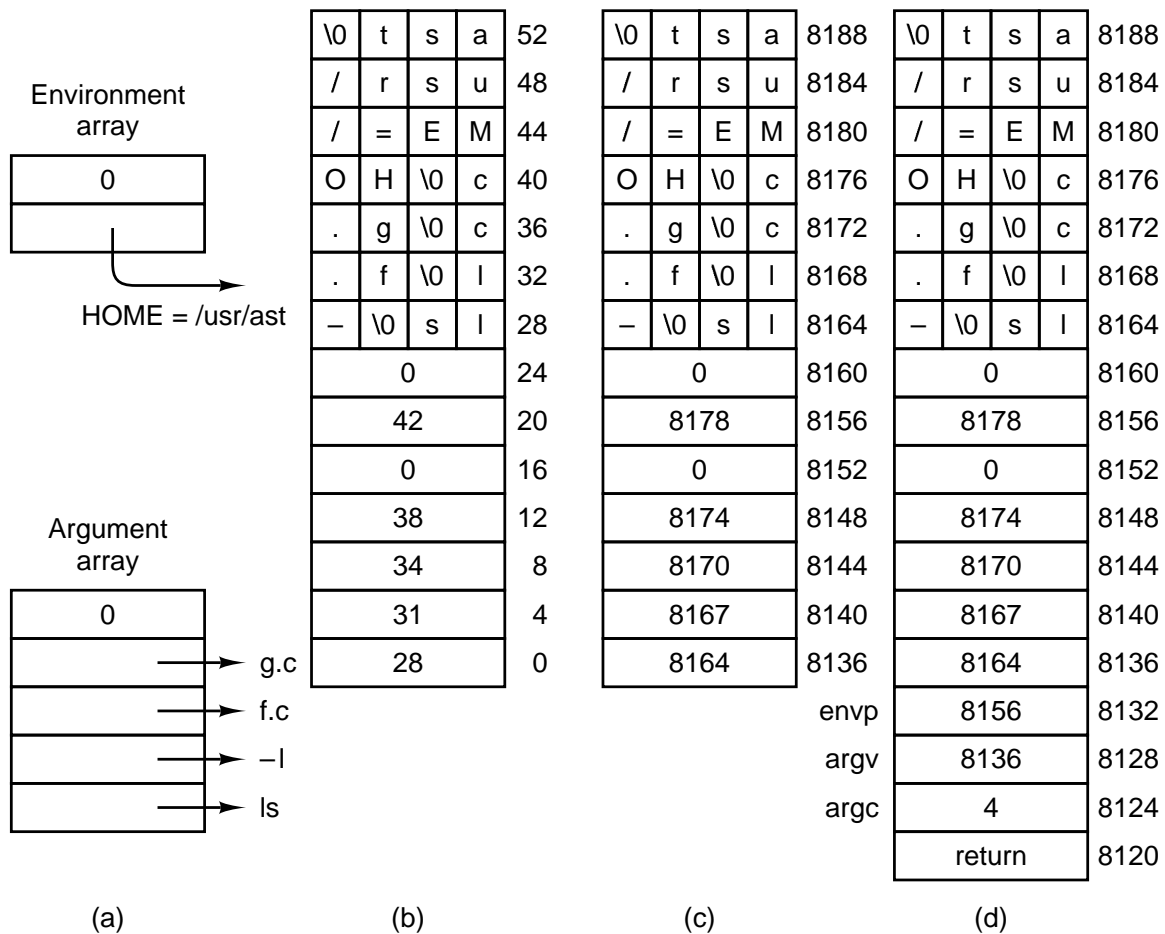 Environment
array
0
HOME = /usr/ast
Argument
array
0
g.c
f.c
–l
ls
(a)
\0 t s a 52
/ r s u 48
/ = E M 44
O H \0 c 40
. g \0 c 36
. f \0 l 32
– \0 s l 28
0 24
42 20
0 16
38 12
34 8
31 4
28 0
(b)
\0 t s a 8188
/ r s u 8184
/ = E M 8180
O H \0 c 8176
. g \0 c 8172
. f \0 l 8168
– \0 s l 8164
0 8160
8178 8156
0 8152
8174 8148
8170 8144
8167 8140
8164 8136
(c)
\0 t s a 8188
/ r s u 8184
/ = E M 8180
O H \0 c 8176
. g \0 c 8172
. f \0 l 8168
– \0 s l 8164
0 8160
8178 8156
0 8152
8174 8148
8170 8144
8167 8140
8164 8136
envp 8156 8132
argv 8136 8128
argc 4 8124
return 8120
(d)